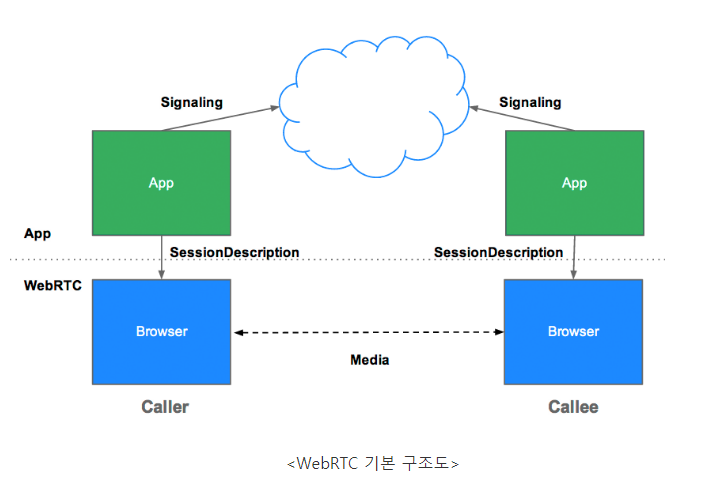 Signaling
Signaling
App
App
App
SessionDescription
SessionDescription
WebRTC
Browser
Browser
Media
Caller
Callee
<WebRTC 기본 구조도>